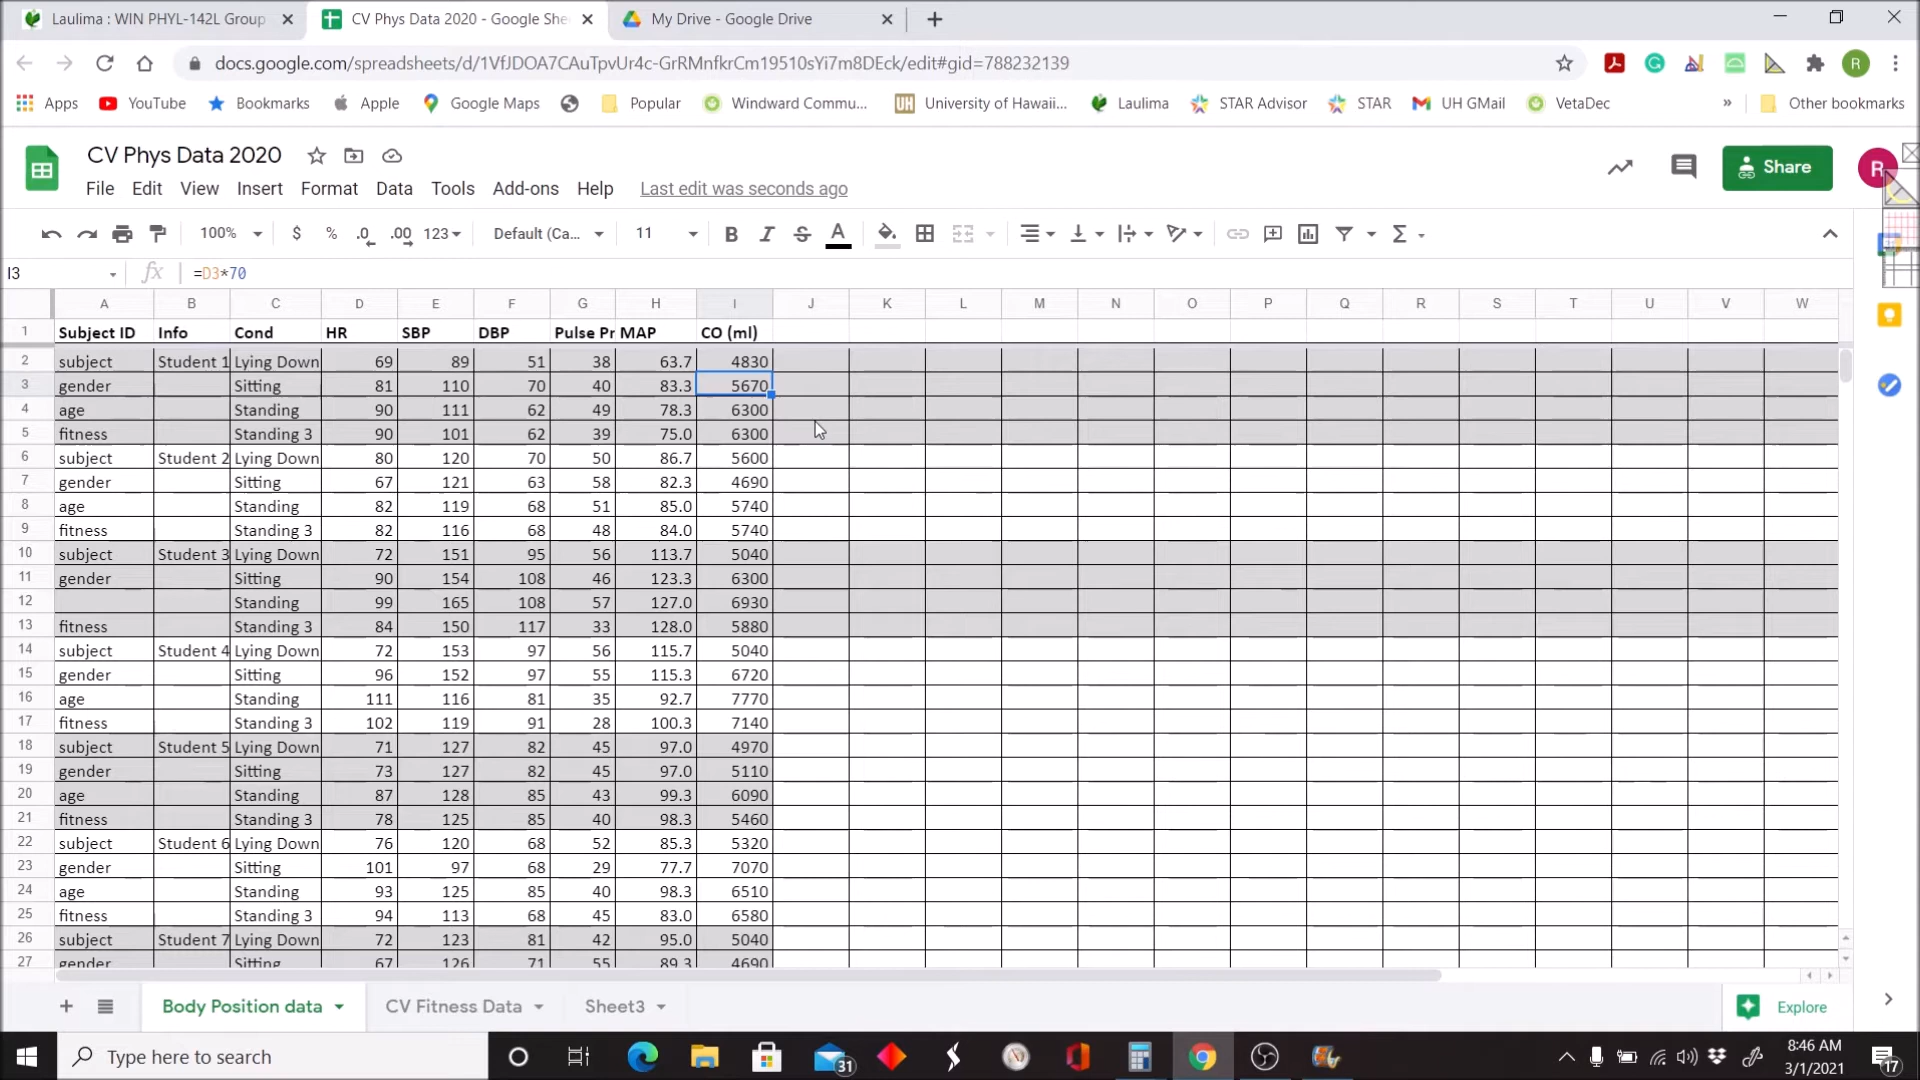 Laulima : WIN PHYL-142L Group
CV Phys Data 2020 - Google She
My Drive - Google Drive
docs.google.com/spreadsheets/d/1VfJDOA7CAuTpvUr4c-GrRMnfkrCm19510sYi7m8DEck/edit#gid=788232139
R
Apps YouTube Bookmarks Apple Google Maps Popular Windward Commu... University of Hawaii... Laulima STAR Advisor STAR UH GMail VetaDec » Other bookmarks
CV Phys Data 2020
Share
R
File Edit View Insert Format Data Tools Add-ons Help Last edit was seconds ago
100% $ % .0 .00 123 Default (Ca... 11 B I S A Σ
I3 fx =D3*70
A B C D E F G H I J K L M N O P Q R S T U V W
1 Subject ID Info Cond HR SBP DBP Pulse Pr MAP CO (ml)
2 subject Student 1 Lying Down 69 89 51 38 63.7 4830
3 gender Sitting 81 110 70 40 83.3 5670
4 age Standing 90 111 62 49 78.3 6300
5 fitness Standing 3 90 101 62 39 75.0 6300
6 subject Student 2 Lying Down 80 120 70 50 86.7 5600
7 gender Sitting 67 121 63 58 82.3 4690
8 age Standing 82 119 68 51 85.0 5740
9 fitness Standing 3 82 116 68 48 84.0 5740
10 subject Student 3 Lying Down 72 151 95 56 113.7 5040
11 gender Sitting 90 154 108 46 123.3 6300
12 Standing 99 165 108 57 127.0 6930
13 fitness Standing 3 84 150 117 33 128.0 5880
14 subject Student 4 Lying Down 72 153 97 56 115.7 5040
15 gender Sitting 96 152 97 55 115.3 6720
16 age Standing 111 116 81 35 92.7 7770
17 fitness Standing 3 102 119 91 28 100.3 7140
18 subject Student 5 Lying Down 71 127 82 45 97.0 4970
19 gender Sitting 73 127 82 45 97.0 5110
20 age Standing 87 128 85 43 99.3 6090
21 fitness Standing 3 78 125 85 40 98.3 5460
22 subject Student 6 Lying Down 76 120 68 52 85.3 5320
23 gender Sitting 101 97 68 29 77.7 7070
24 age Standing 93 125 85 40 98.3 6510
25 fitness Standing 3 94 113 68 45 83.0 6580
26 subject Student 7 Lying Down 72 123 81 42 95.0 5040
27 gender Sitting 67 126 71 55 89.3 4690
Body Position data CV Fitness Data Sheet3 Explore
Type here to search
31
8:46 AM
3/1/2021
17